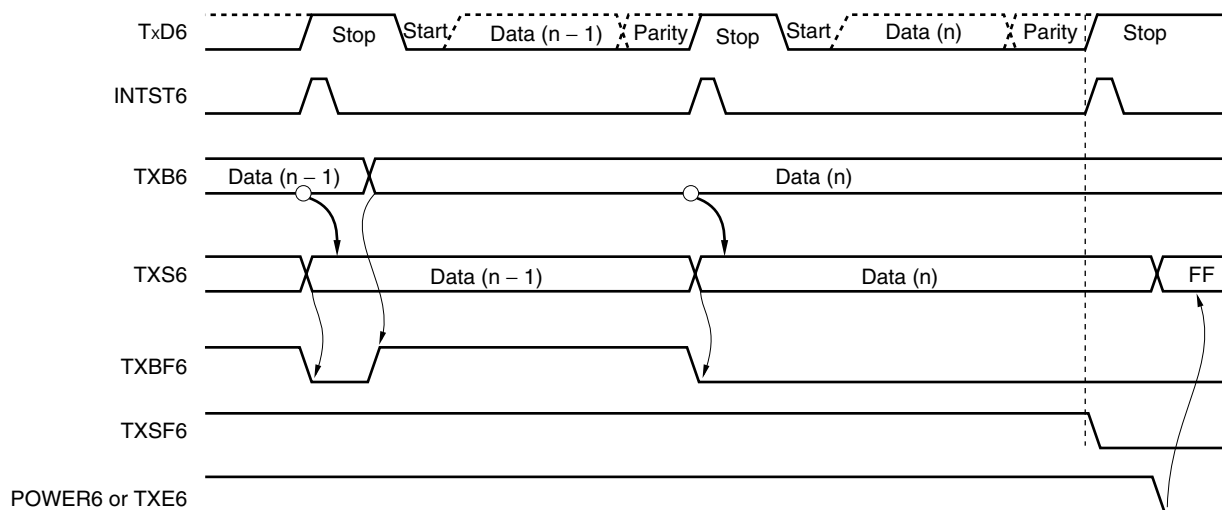 TxD6 Stop Start Data (n − 1) Parity Stop Start Data (n) Parity Stop
INTST6
TXB6 Data (n − 1) Data (n)
TXS6 Data (n − 1) Data (n) FF
TXBF6
TXSF6
POWER6 or TXE6